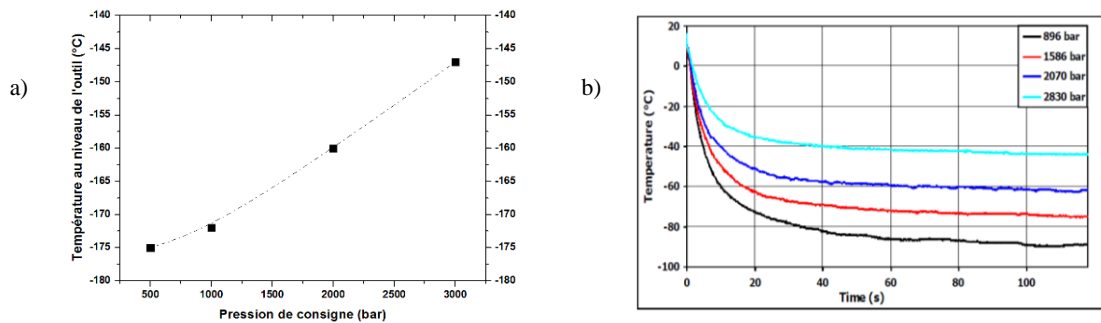 a)
Température au niveau de l'outil (°C)
-140
-145
-150
-155
-160
-165
-170
-175
-180
-140
-145
-150
-155
-160
-165
-170
-175
-180
500 1000 1500 2000 2500 3000
Pression de consigne (bar)
b)
Temperature (°C)
20
0
-20
-40
-60
-80
-100
896 bar
1586 bar
2070 bar
2830 bar
0 20 40 60 80 100
Time (s)